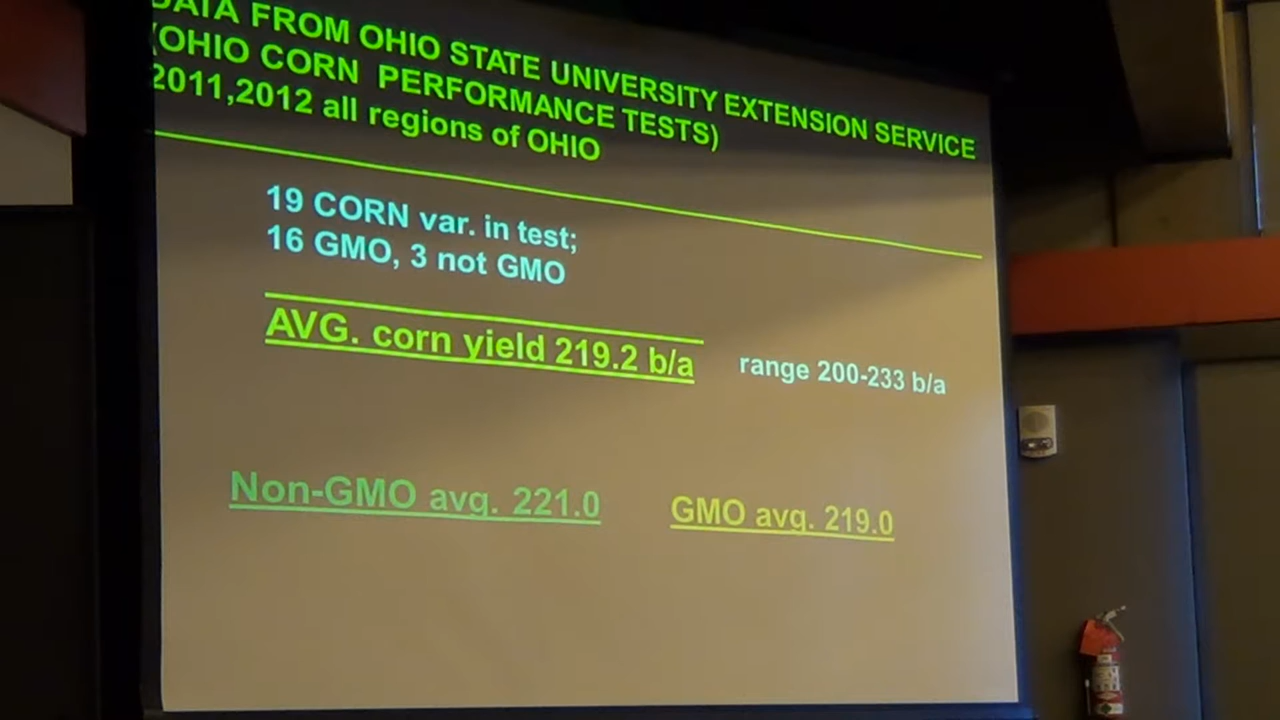 DATA FROM OHIO STATE UNIVERSITY EXTENSION SERVICE
(OHIO CORN PERFORMANCE TESTS)
2011,2012 all regions of OHIO
19 CORN var. in test;
16 GMO, 3 not GMO
AVG. corn yield 219.2 b/a
range 200-233 b/a
Non-GMO avg. 221.0
GMO avg. 219.0